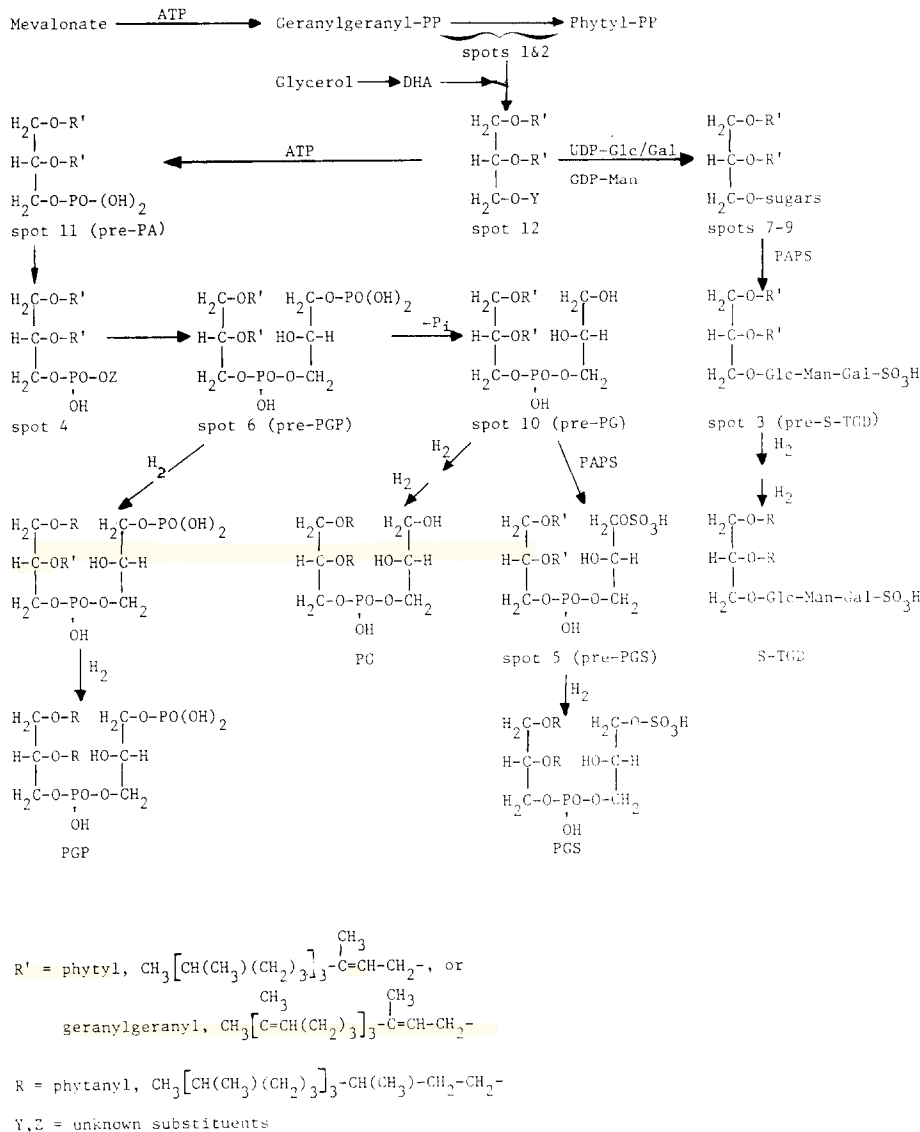 Mevalonate ATP Geranylgeranyl-PP Phytyl-PP
spots 1&2
Glycerol DHA
H2C-O-R' H2C-O-R' H2C-O-R'
ATP UDP-Glc/Gal
H-C-O-R' H-C-O-R' H-C-O-R'
GDP-Man
H2C-O-PO-(OH)2 H2C-O-Y H2C-O-sugars
spot 11 (pre-PA) spot 12 spots 7-9
PAPS
H2C-O-R' H2C-OR' H2C-O-PO(OH)2 H2C-OR' H2C-OH H2C-O-R'
-Pi
H-C-O-R' H-C-OR' HO-C-H H-C-OR' HO-C-H H-C-O-R'
H2C-O-PO-OZ H2C-O-PO-O-CH2 H2C-O-PO-O-CH2 H2C-O-Glc-Man-Gal-SO3H
OH OH OH
spot 4 spot 6 (pre-PGP) spot 10 (pre-PG) spot 3 (pre-S-TGD)
H2 H2 H2 PAPS H2
H2
H2C-O-R H2C-O-PO(OH)2 H2C-OR H2C-OH H2C-OR' H2COSO3H H2C-O-R
H-C-OR' HO-C-H H-C-OR HO-C-H H-C-OR' HO-C-H H-C-O-R
H2C-O-PO-O-CH2 H2C-O-PO-O-CH2 H2C-O-PO-O-CH2 H2C-O-Glc-Man-Gal-SO3H
OH OH OH
PG spot 5 (pre-PGS) S-TGD
H2 H2
H2C-O-R H2C-O-PO(OH)2 H2C-OR H2C-O-SO3H
H-C-O-R HO-C-H H-C-OR HO-C-H
H2C-O-PO-O-CH2 H2C-O-PO-O-CH2
OH OH
PGP PGS
CH3
R' = phytyl, CH3[CH(CH3)(CH2)3]3-C=CH-CH2-, or
CH3 CH3
geranylgeranyl, CH3[C=CH(CH2)3]3-C=CH-CH2-
R = phytanyl, CH3[CH(CH3)(CH2)3]3-CH(CH3)-CH2-CH2-
Y,Z = unknown substituents